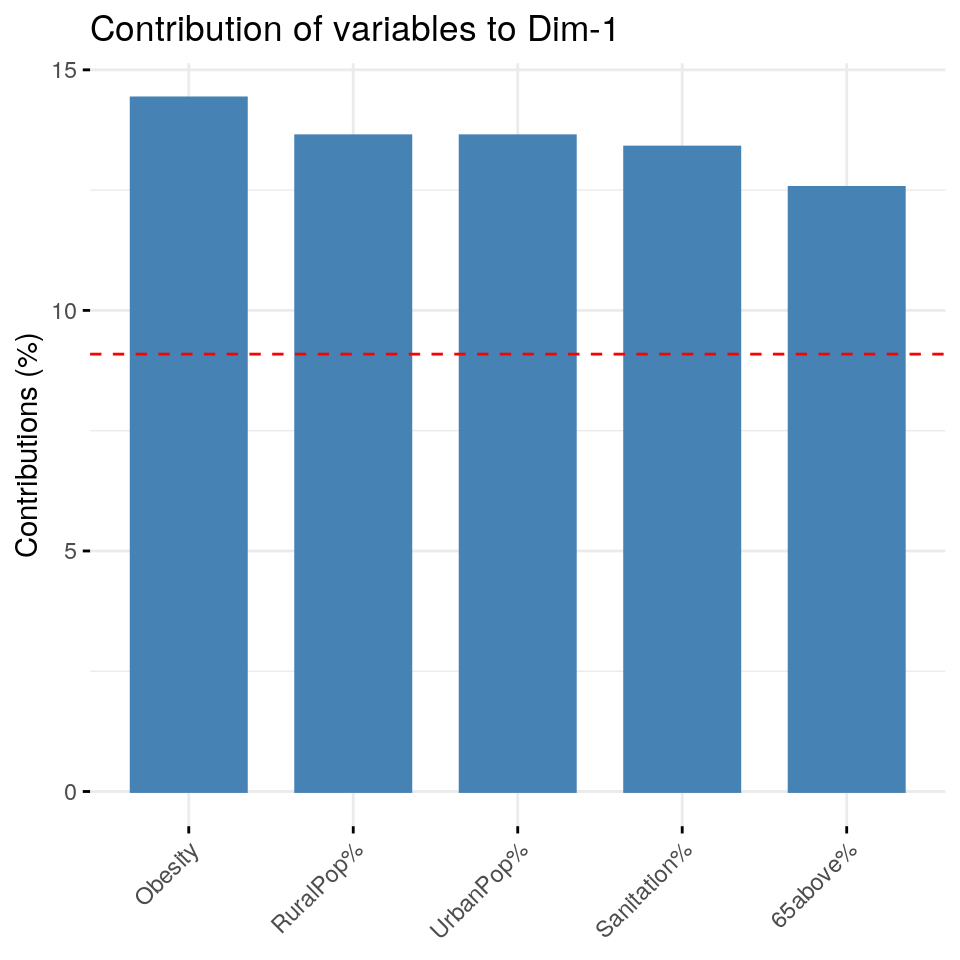 Contribution of variables to Dim-1
Contributions (%)
15
10
5
0
Obesity
RuralPop%
UrbanPop%
Sanitation%
65above%